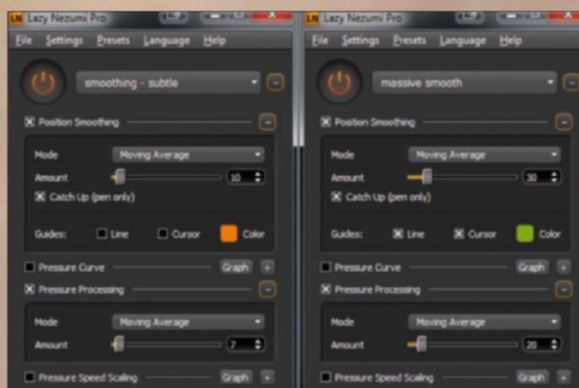 LN Lazy Nezumi Pro
File Settings Presets Language Help
smoothing - subtle
Position Smoothing
Mode Moving Average
Amount 10
Catch Up (pen only)
Guides: Line Cursor Color
Pressure Curve Graph +
Pressure Processing
Mode Moving Average
Amount 7
Pressure Speed Scaling Graph +
LN Lazy Nezumi Pro
File Settings Presets Language Help
massive smooth
Position Smoothing
Mode Moving Average
Amount 30
Catch Up (pen only)
Guides: Line Cursor Color
Pressure Curve Graph +
Pressure Processing
Mode Moving Average
Amount 20
Pressure Speed Scaling Graph +